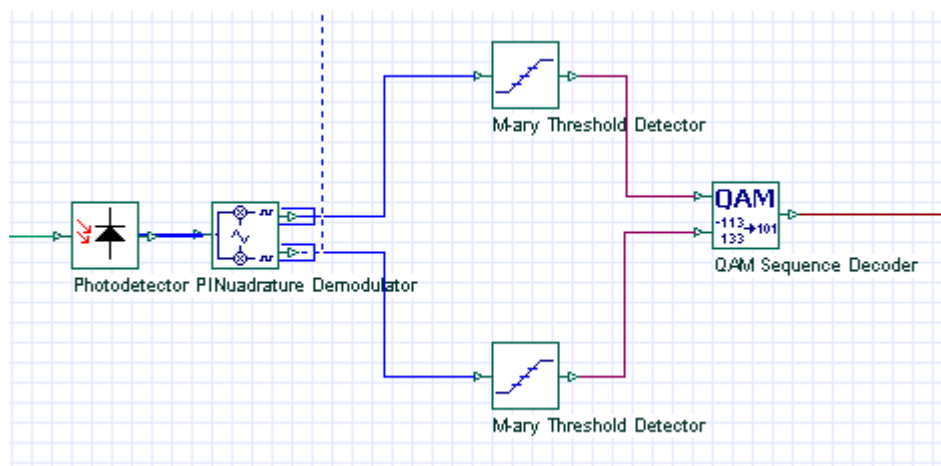 M-ary Threshold Detector
QAM
-113
101
133
QAM Sequence Decoder
Photodetector PINuadrature Demodulator
M-ary Threshold Detector